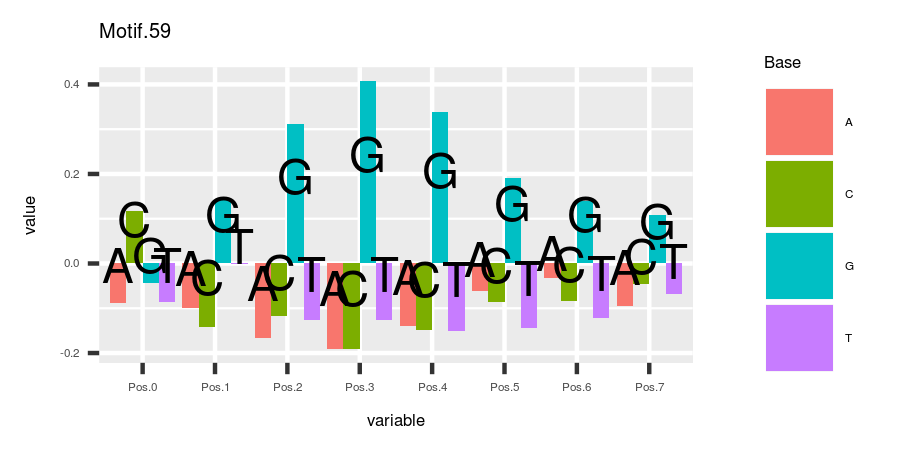 Motif.59
value
0.4
0.2
0.0
-0.2
A C G T
A C G T
A C G T
A C G T
A C G T
A C G T
A C G T
A C G T
Pos.0 Pos.1 Pos.2 Pos.3 Pos.4 Pos.5 Pos.6 Pos.7
variable
Base
A
C
G
T